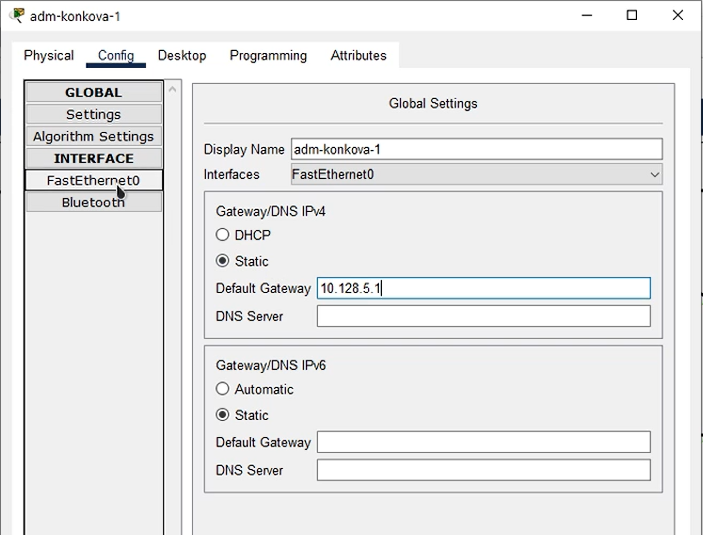 adm-konkova-1
Physical Config Desktop Programming Attributes
GLOBAL
Settings
Algorithm Settings
INTERFACE
FastEthernet0
Bluetooth
Global Settings
Display Name adm-konkova-1
Interfaces FastEthernet0
Gateway/DNS IPv4
DHCP
Static
Default Gateway 10.128.5.1
DNS Server
Gateway/DNS IPv6
Automatic
Static
Default Gateway
DNS Server